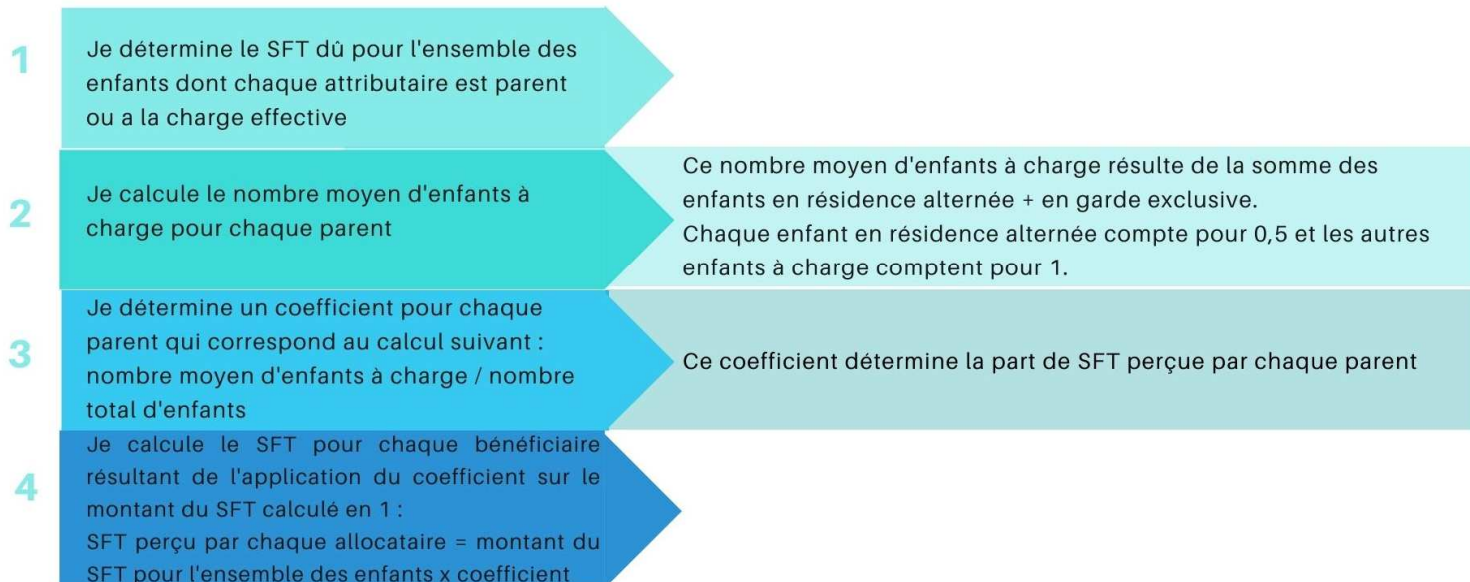 1
Je détermine le SFT dû pour l'ensemble des
enfants dont chaque attributaire est parent
ou a la charge effective
2
Je calcule le nombre moyen d'enfants à
charge pour chaque parent
Ce nombre moyen d'enfants à charge résulte de la somme des
enfants en résidence alternée + en garde exclusive.
Chaque enfant en résidence alternée compte pour 0,5 et les autres
enfants à charge comptent pour 1.
3
Je détermine un coefficient pour chaque
parent qui correspond au calcul suivant :
nombre moyen d'enfants à charge / nombre
total d'enfants
Ce coefficient détermine la part de SFT perçue par chaque parent
4
Je calcule le SFT pour chaque bénéficiaire
résultant de l'application du coefficient sur le
montant du SFT calculé en 1 :
SFT perçu par chaque allocataire = montant du
SFT pour l'ensemble des enfants x coefficient